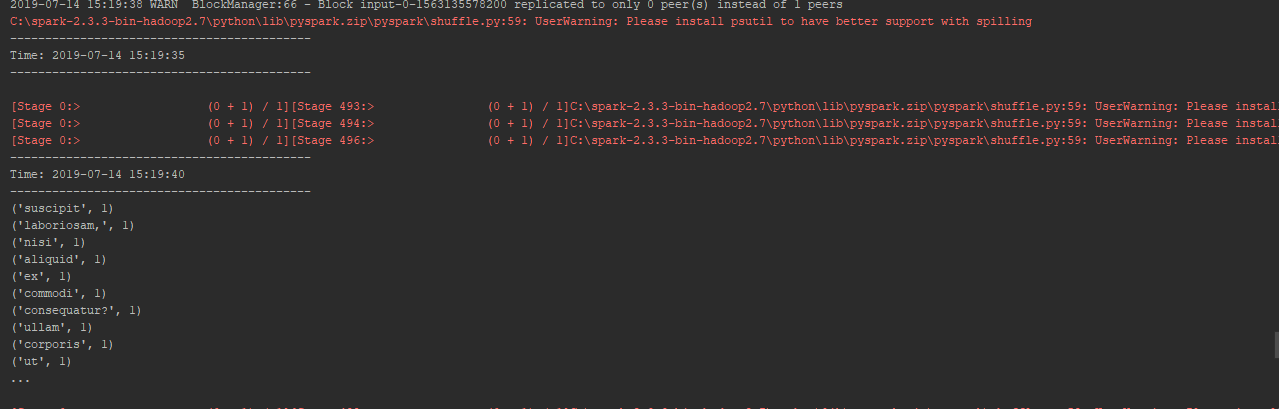 2019-07-14 15:19:38 WARN  BlockManager:66 - Block input-0-1563135578200 replicated to only 0 peer(s) instead of 1 peers
C:\spark-2.3.3-bin-hadoop2.7\python\lib\pyspark.zip\pyspark\shuffle.py:59: UserWarning: Please install psutil to have better support with spilling
-------------------------------------------
Time: 2019-07-14 15:19:35
-------------------------------------------
[Stage 0:>                  (0 + 1) / 1][Stage 493:>                (0 + 1) / 1]C:\spark-2.3.3-bin-hadoop2.7\python\lib\pyspark.zip\pyspark\shuffle.py:59: UserWarning: Please instal
[Stage 0:>                  (0 + 1) / 1][Stage 494:>                (0 + 1) / 1]C:\spark-2.3.3-bin-hadoop2.7\python\lib\pyspark.zip\pyspark\shuffle.py:59: UserWarning: Please instal
[Stage 0:>                  (0 + 1) / 1][Stage 496:>                (0 + 1) / 1]C:\spark-2.3.3-bin-hadoop2.7\python\lib\pyspark.zip\pyspark\shuffle.py:59: UserWarning: Please instal
-------------------------------------------
Time: 2019-07-14 15:19:40
-------------------------------------------
('suscipit', 1)
('laboriosam,', 1)
('nisi', 1)
('aliquid', 1)
('ex', 1)
('commodi', 1)
('consequatur?', 1)
('ullam', 1)
('corporis', 1)
('ut', 1)
...